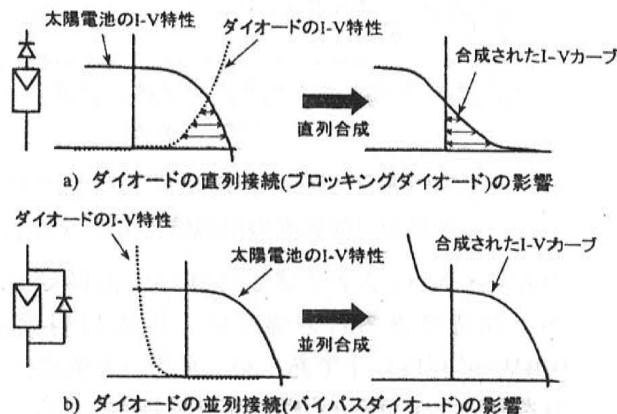 太陽電池のI-V特性
ダイオードのI-V特性
合成されたI-Vカーブ
直列合成
a) ダイオードの直列接続(ブロッキングダイオード)の影響
ダイオードのI-V特性
太陽電池のI-V特性
合成されたI-Vカーブ
並列合成
b) ダイオードの並列接続(バイパスダイオード)の影響